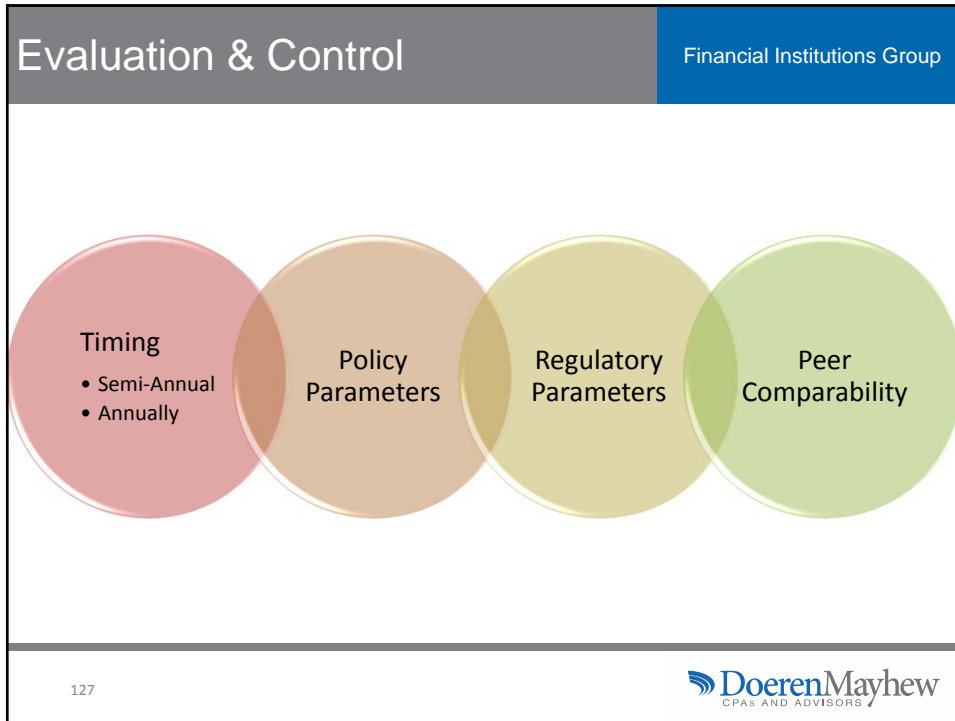 Evaluation & Control
Financial Institutions Group
Timing
• Semi-Annual
• Annually
Policy
Parameters
Regulatory
Parameters
Peer
Comparability
127
DoerenMayhew
CPAs AND ADVISORS